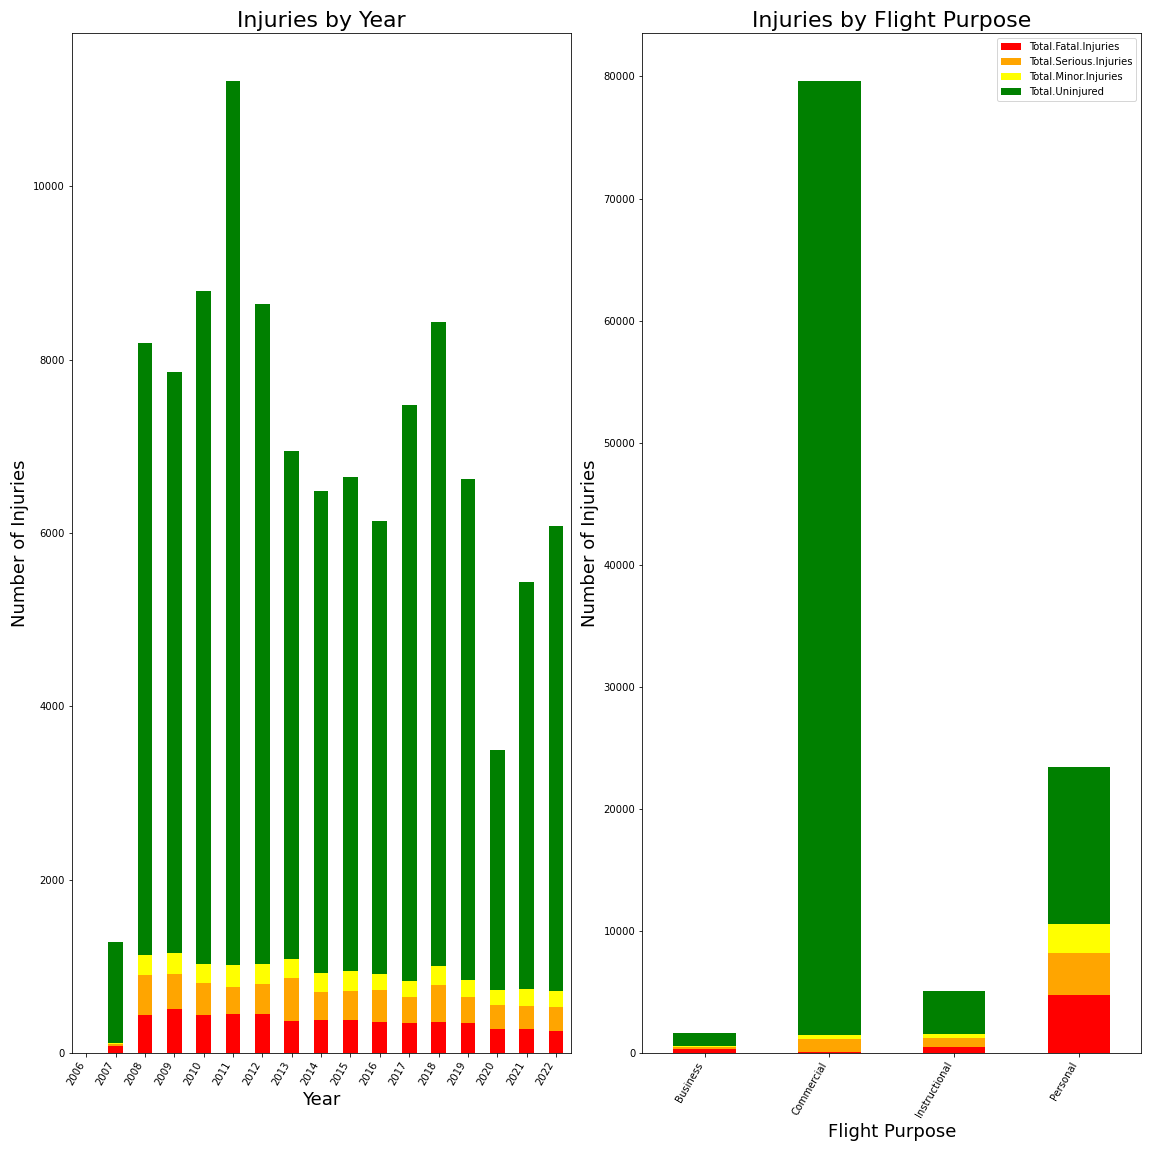 Injuries by Year
Number of Injuries
10000
8000
6000
4000
2000
0
2006
2007
2008
2009
2010
2011
2012
2013
2014
2015
2016
2017
2018
2019
2020
2021
2022
Year
Injuries by Flight Purpose
Total.Fatal.Injuries
Total.Serious.Injuries
Total.Minor.Injuries
Total.Uninjured
Number of Injuries
80000
70000
60000
50000
40000
30000
20000
10000
0
Business
Commercial
Instructional
Personal
Flight Purpose